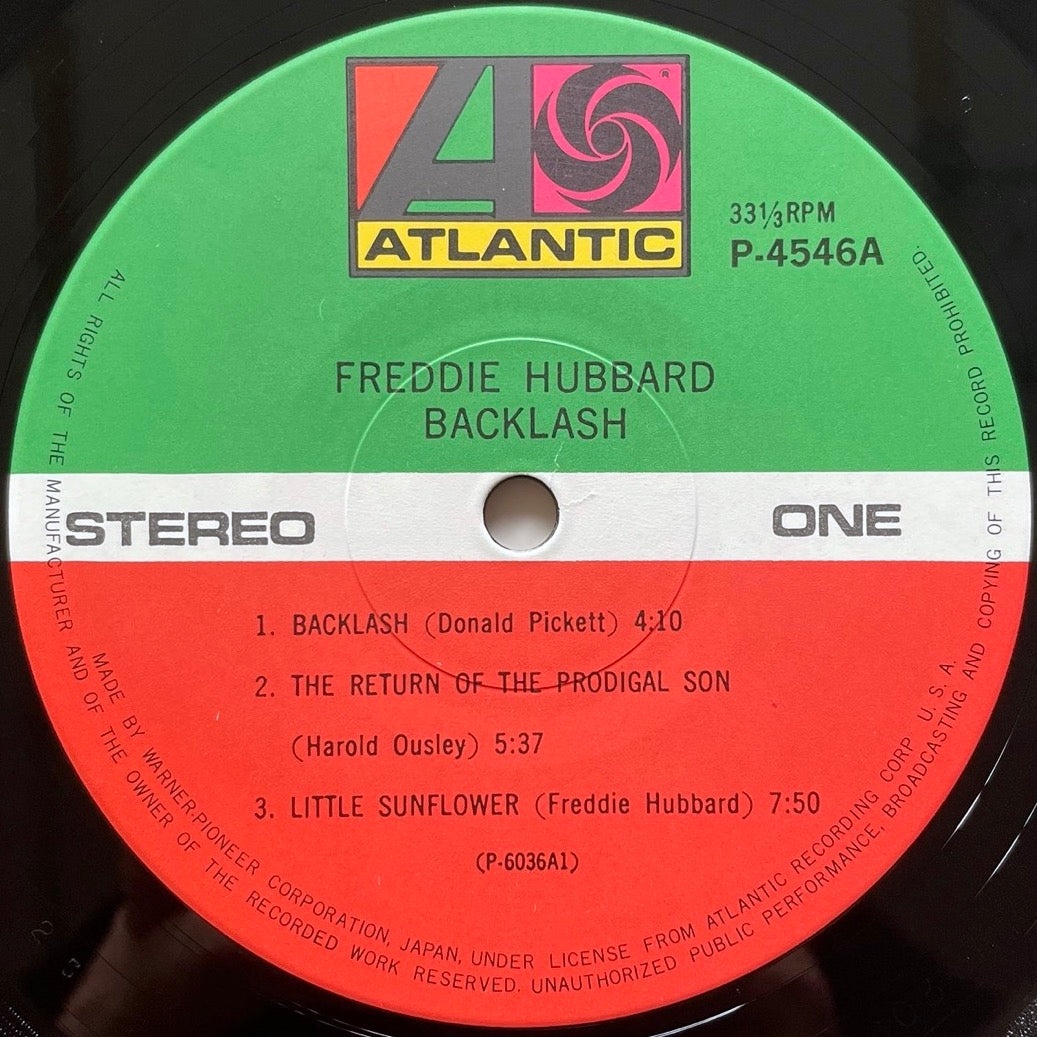 ATLANTIC
®
33⅓ RPM
P-4546A
FREDDIE HUBBARD
BACKLASH
STEREO
ONE
1. BACKLASH (Donald Pickett) 4:10
2. THE RETURN OF THE PRODIGAL SON
(Harold Ousley) 5:37
3. LITTLE SUNFLOWER (Freddie Hubbard) 7:50
(P-6036A1)
MADE BY WARNER-PIONEER CORPORATION, JAPAN, UNDER LICENSE FROM ATLANTIC RECORDING CORP. U. S. A.
ALL RIGHTS OF THE MANUFACTURER AND OF THE OWNER OF THE RECORDED WORK RESERVED. UNAUTHORIZED PUBLIC PERFORMANCE, BROADCASTING AND COPYING OF THIS RECORD PROHIBITED.